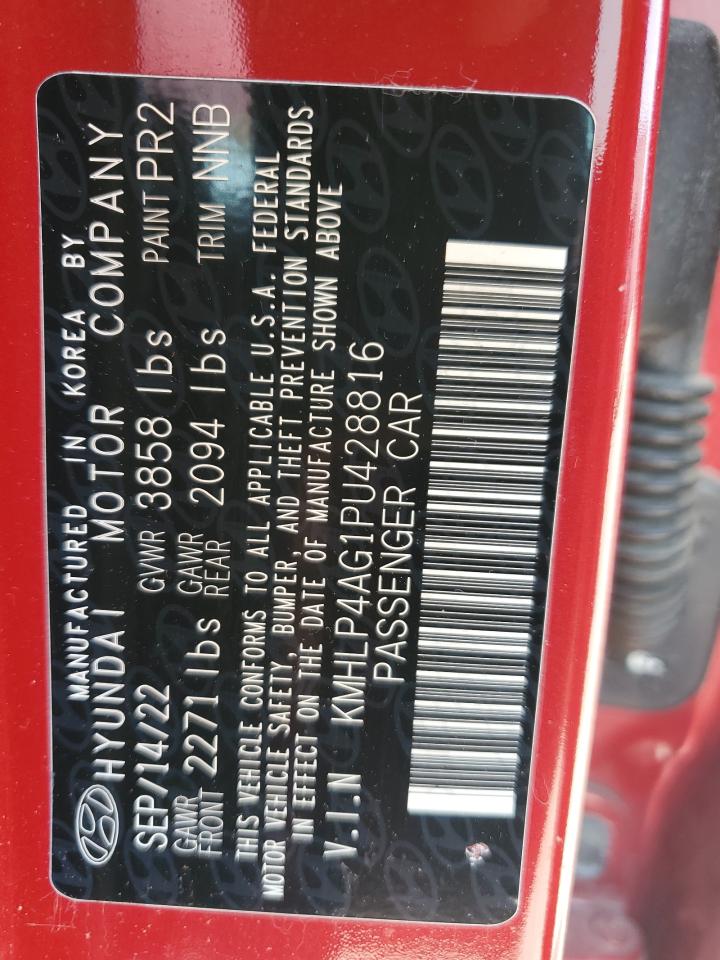 MANUFACTURED IN KOREA BY
HYUNDAI MOTOR COMPANY
SEP/14/22 GVWR 3858 lbs PAINT PR2
GAWR FRONT 2271 lbs GAWR REAR 2094 lbs TRIM NNB
THIS VEHICLE CONFORMS TO ALL APPLICABLE U.S.A. FEDERAL
MOTOR VEHICLE SAFETY, BUMPER, AND THEFT PREVENTION STANDARDS
IN EFFECT ON THE DATE OF MANUFACTURE SHOWN ABOVE
V.I.N KMHLP4AG1PU428816
PASSENGER CAR